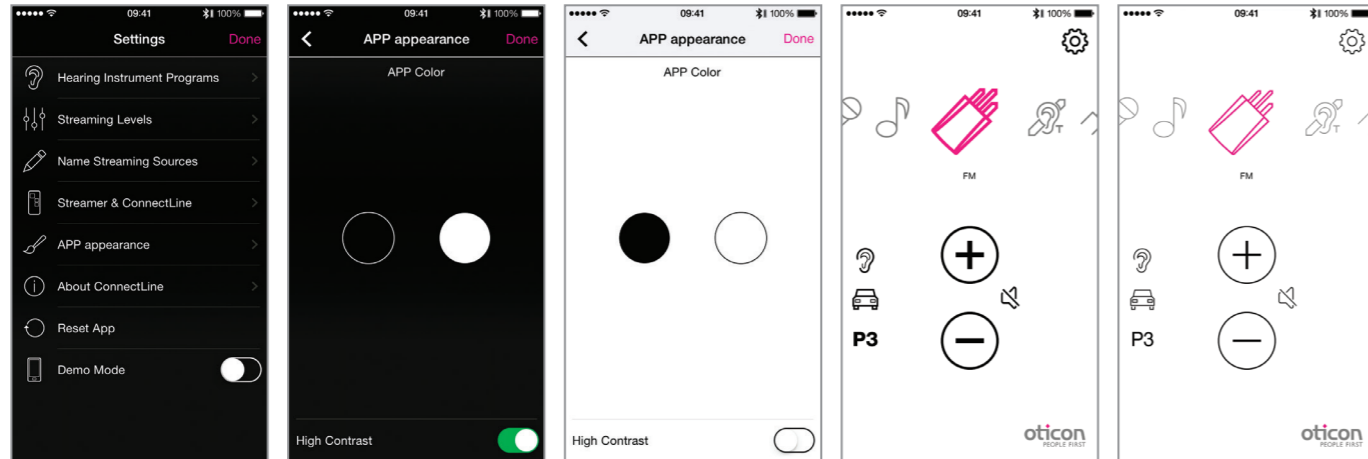 09:41
100%
Settings
Done
Hearing Instrument Programs
Streaming Levels
Name Streaming Sources
Streamer & ConnectLine
APP appearance
About ConnectLine
Reset App
Demo Mode
09:41
100%
APP appearance
Done
APP Color
High Contrast
09:41
100%
APP appearance
Done
APP Color
High Contrast
09:41
100%
T
FM
P3
oticon
PEOPLE FIRST
09:41
100%
T
FM
P3
oticon
PEOPLE FIRST